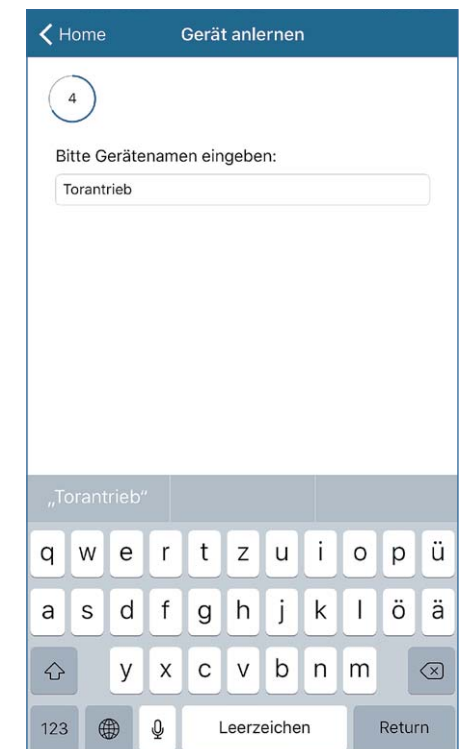 Home Gerät anlernen
4
Bitte Gerätenamen eingeben:
Torantrieb
„Torantrieb“
q w e r t z u i o p ü
a s d f g h j k l ö ä
y x c v b n m
123 Leerzeichen Return